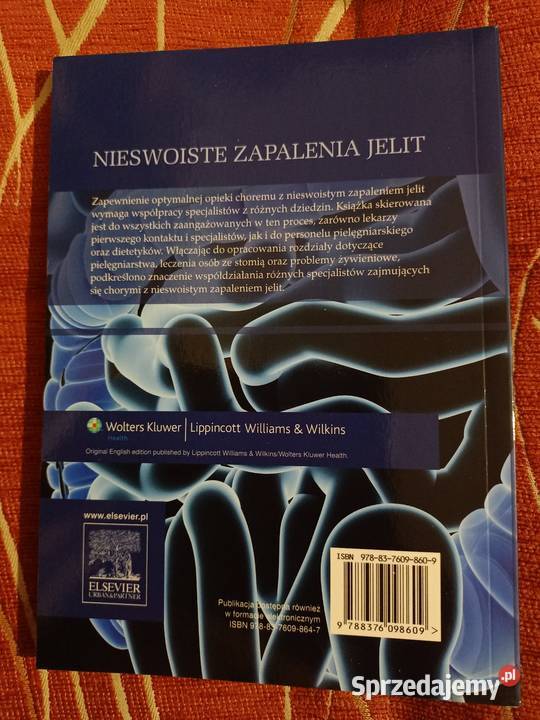 NIESWOISTE ZAPALENIA JELIT
Zapewnienie optymalnej opieki choremu z nieswoistym zapaleniem jelit
wymaga współpracy specjalistów z różnych dziedzin. Książka skierowana
jest do wszystkich zaangażowanych w ten proces, zarówno lekarzy
pierwszego kontaktu i specjalistów, jak i do personelu pielęgniarskiego
oraz dietetyków. Włączając do opracowania rozdziały dotyczące
pielęgniarstwa, leczenia osób ze stomią oraz problemy żywieniowe,
podkreślono znaczenie współdziałania różnych specjalistów zajmujących
się chorymi z nieswoistym zapaleniem jelit.
Wolters Kluwer | Lippincott Williams & Wilkins
Health
Original English edition published by Lippincott Williams & Wilkins/Wolters Kluwer Health.
www.elsevier.pl
ELSEVIER
URBAN&PARTNER
Publikacja dostępna również
w formacie elektronicznym
ISBN 978-83-7609-864-7
ISBN 978-83-7609-860-9
9 788376 098609 >
Sprzedajemy.pl